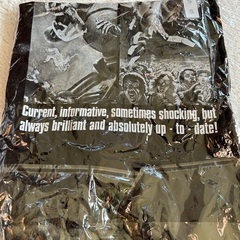 Current, informative, sometimes shocking, but
always brilliant and absolutely up - to - date!